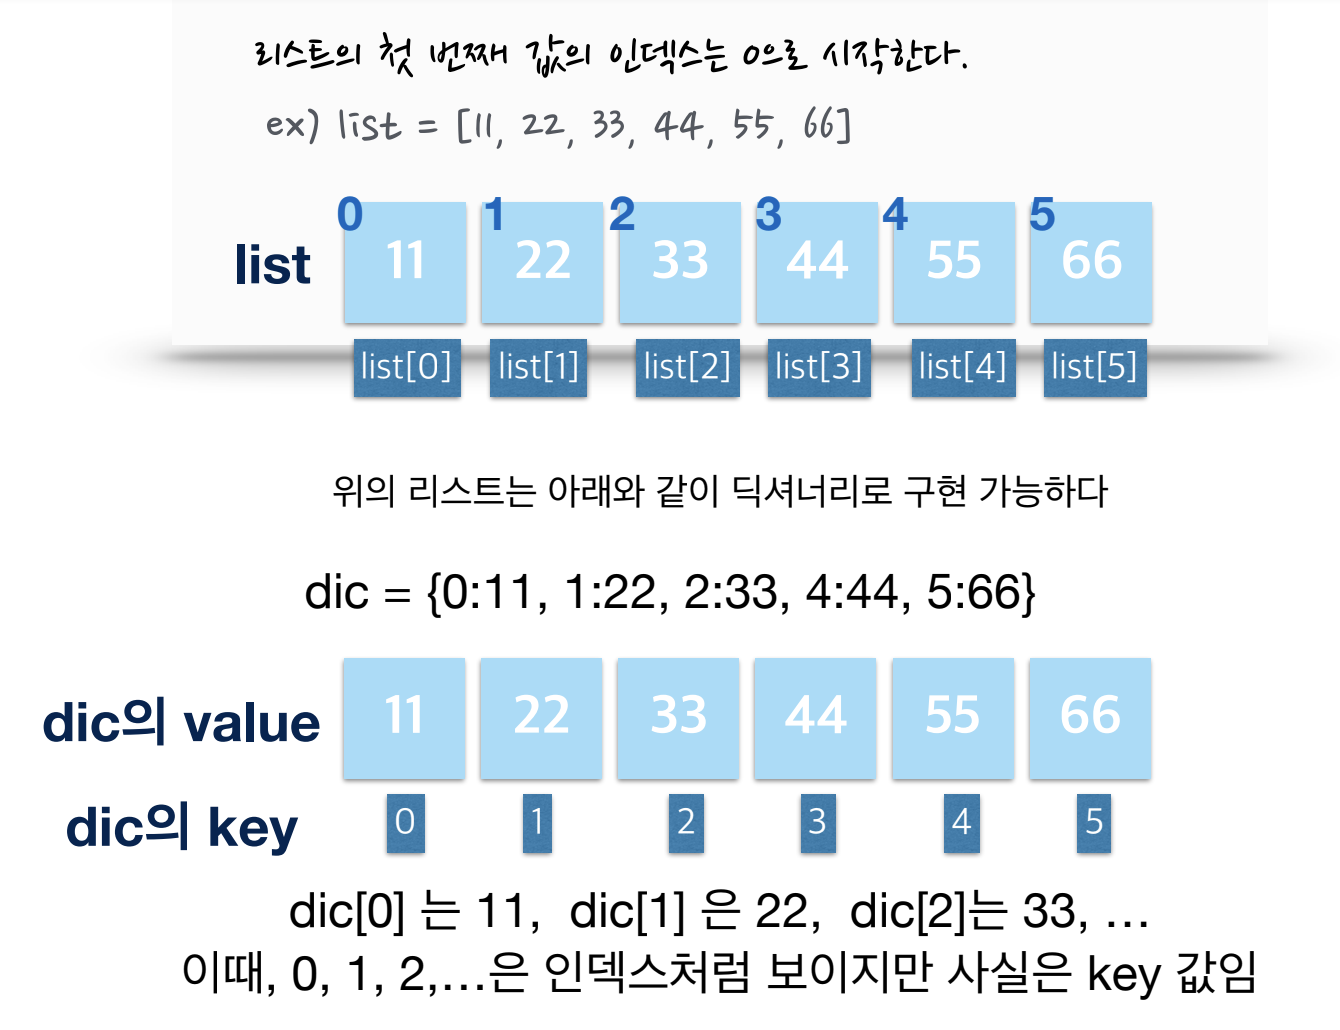 리스트의 첫 번째 값의 인덱스는 0으로 시작한다.
ex) list = [11, 22, 33, 44, 55, 66]
0 1 2 3 4 5
list 11 22 33 44 55 66
list[0] list[1] list[2] list[3] list[4] list[5]
위의 리스트는 아래와 같이 딕셔너리로 구현 가능하다
dic = {0:11, 1:22, 2:33, 4:44, 5:66}
dic의 value 11 22 33 44 55 66
dic의 key 0 1 2 3 4 5
dic[0] 는 11, dic[1] 은 22, dic[2]는 33, …
이때, 0, 1, 2,…은 인덱스처럼 보이지만 사실은 key 값임